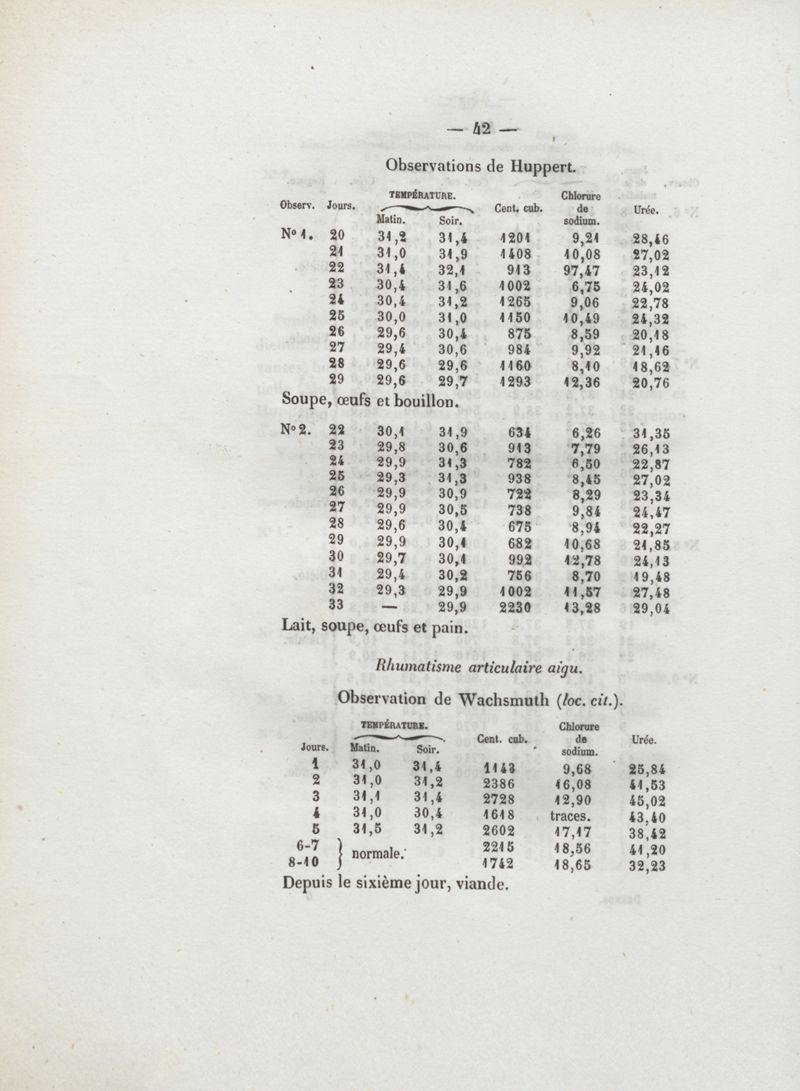 — 42 —
Observations de Huppert.
TEMPÉRATURE. Chlorure
Observ. Jours. Cent. cub. de Urée.
Matin. Soir. sodium.
N° 1. 20 31,2 31,4 1201 9,21 28,46
21 31,0 31,9 1408 10,08 27,02
22 31,4 32,1 913 97,47 23,12
23 30,4 31,6 1002 6,75 24,02
24 30,4 31,2 1265 9,06 22,78
25 30,0 31,0 1150 10,49 24,32
26 29,6 30,4 875 8,59 20,18
27 29,4 30,6 984 9,92 21,16
28 29,6 29,6 1160 8,10 18,62
29 29,6 29,7 1293 12,36 20,76
Soupe, œufs et bouillon.
N° 2. 22 30,1 31,9 634 6,26 31,35
23 29,8 30,6 913 7,79 26,13
24 29,9 31,3 782 6,50 22,87
25 29,3 31,3 938 8,45 27,02
26 29,9 30,9 722 8,29 23,34
27 29,9 30,5 738 9,84 24,47
28 29,6 30,4 675 8,94 22,27
29 29,9 30,1 682 10,68 21,85
30 29,7 30,1 992 12,78 24,13
31 29,4 30,2 756 8,70 19,48
32 29,3 29,9 1002 11,57 27,48
33 — 29,9 2230 13,28 29,04
Lait, soupe, œufs et pain.
Rhumatisme articulaire aigu.
Observation de Wachsmuth (loc. cit.).
TEMPÉRATURE. Chlorure
Jours. Cent. cub. de Urée.
Matin. Soir. sodium.
1 31,0 31,4 1143 9,68 25,84
2 31,0 31,2 2386 16,08 41,53
3 31,1 31,4 2728 12,90 45,02
4 31,0 30,4 1618 traces. 43,40
5 31,5 31,2 2602 17,17 38,42
6-7 } normale. 2215 18,56 41,20
8-10 1742 18,65 32,23
Depuis le sixième jour, viande.